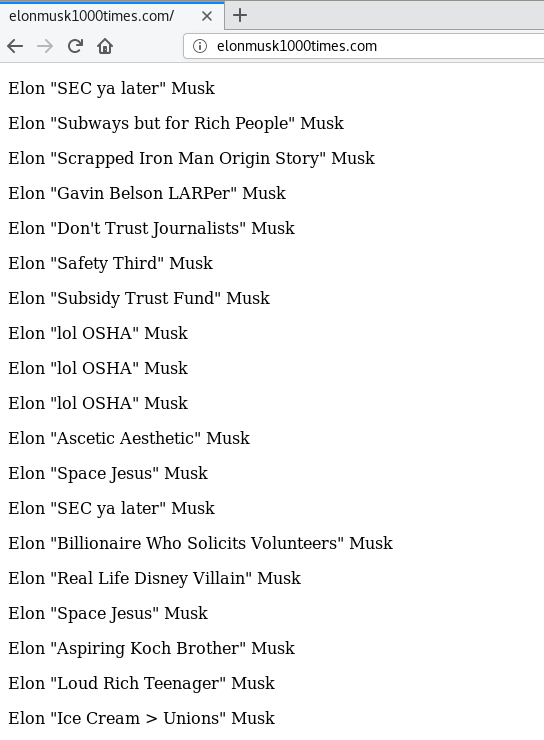 elonmusk1000times.com/
elonmusk1000times.com
Elon "SEC ya later" Musk
Elon "Subways but for Rich People" Musk
Elon "Scrapped Iron Man Origin Story" Musk
Elon "Gavin Belson LARPer" Musk
Elon "Don't Trust Journalists" Musk
Elon "Safety Third" Musk
Elon "Subsidy Trust Fund" Musk
Elon "lol OSHA" Musk
Elon "lol OSHA" Musk
Elon "lol OSHA" Musk
Elon "Ascetic Aesthetic" Musk
Elon "Space Jesus" Musk
Elon "SEC ya later" Musk
Elon "Billionaire Who Solicits Volunteers" Musk
Elon "Real Life Disney Villain" Musk
Elon "Space Jesus" Musk
Elon "Aspiring Koch Brother" Musk
Elon "Loud Rich Teenager" Musk
Elon "Ice Cream > Unions" Musk